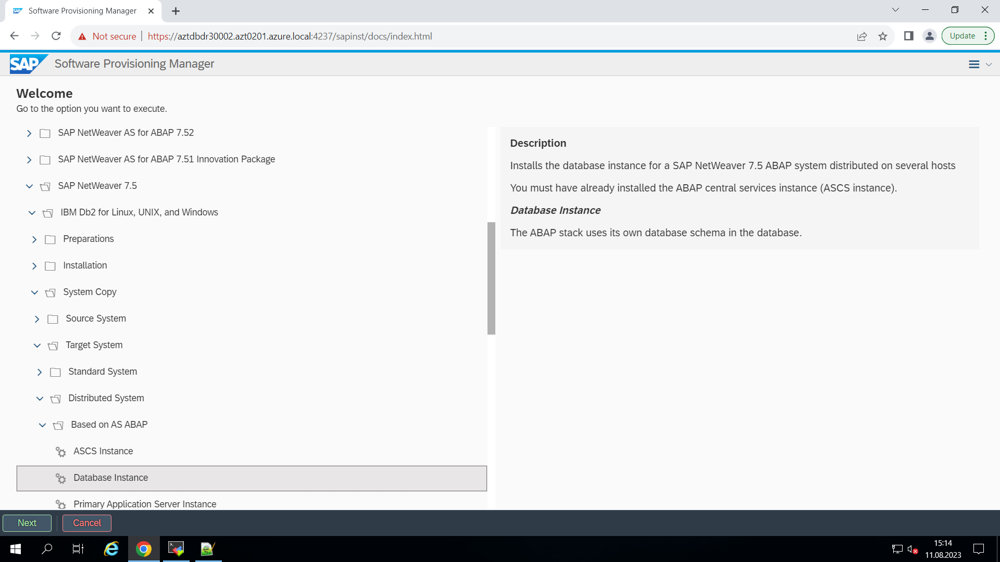 SAP Software Provisioning Manager
Not secure https://aztdbdr30002.azt0201.azure.local:4237/sapinst/docs/index.html
Update
SAP Software Provisioning Manager
Welcome
Go to the option you want to execute.
SAP NetWeaver AS for ABAP 7.52
SAP NetWeaver AS for ABAP 7.51 Innovation Package
SAP NetWeaver 7.5
IBM Db2 for Linux, UNIX, and Windows
Preparations
Installation
System Copy
Source System
Target System
Standard System
Distributed System
Based on AS ABAP
ASCS Instance
Database Instance
Primary Application Server Instance
Description
Installs the database instance for a SAP NetWeaver 7.5 ABAP system distributed on several hosts
You must have already installed the ABAP central services instance (ASCS instance).
Database Instance
The ABAP stack uses its own database schema in the database.
Next
Cancel
15:14
11.08.2023